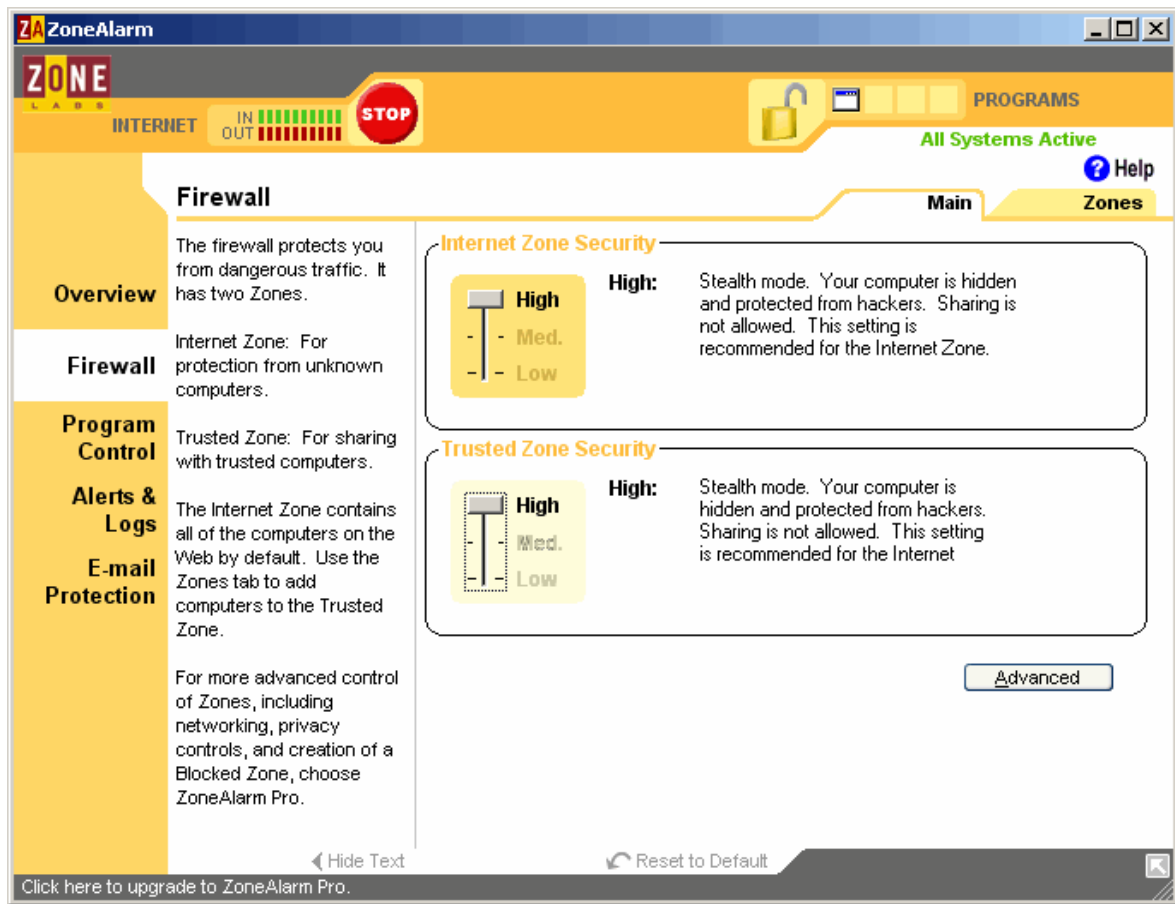 ZA ZoneAlarm
ZONE
LABS
INTERNET
IN
OUT
STOP
PROGRAMS
All Systems Active
? Help
Firewall
Main
Zones
Overview
Firewall
Program
Control
Alerts &
Logs
E-mail
Protection
The firewall protects you
from dangerous traffic. It
has two Zones.
Internet Zone: For
protection from unknown
computers.
Trusted Zone: For sharing
with trusted computers.
The Internet Zone contains
all of the computers on the
Web by default. Use the
Zones tab to add
computers to the Trusted
Zone.
For more advanced control
of Zones, including
networking, privacy
controls, and creation of a
Blocked Zone, choose
ZoneAlarm Pro.
Internet Zone Security
High
Med.
Low
High:
Stealth mode. Your computer is hidden
and protected from hackers. Sharing is
not allowed. This setting is
recommended for the Internet Zone.
Trusted Zone Security
High
Med.
Low
High:
Stealth mode. Your computer is
hidden and protected from hackers.
Sharing is not allowed. This setting
is recommended for the Internet
Advanced
Hide Text
Reset to Default
Click here to upgrade to ZoneAlarm Pro.